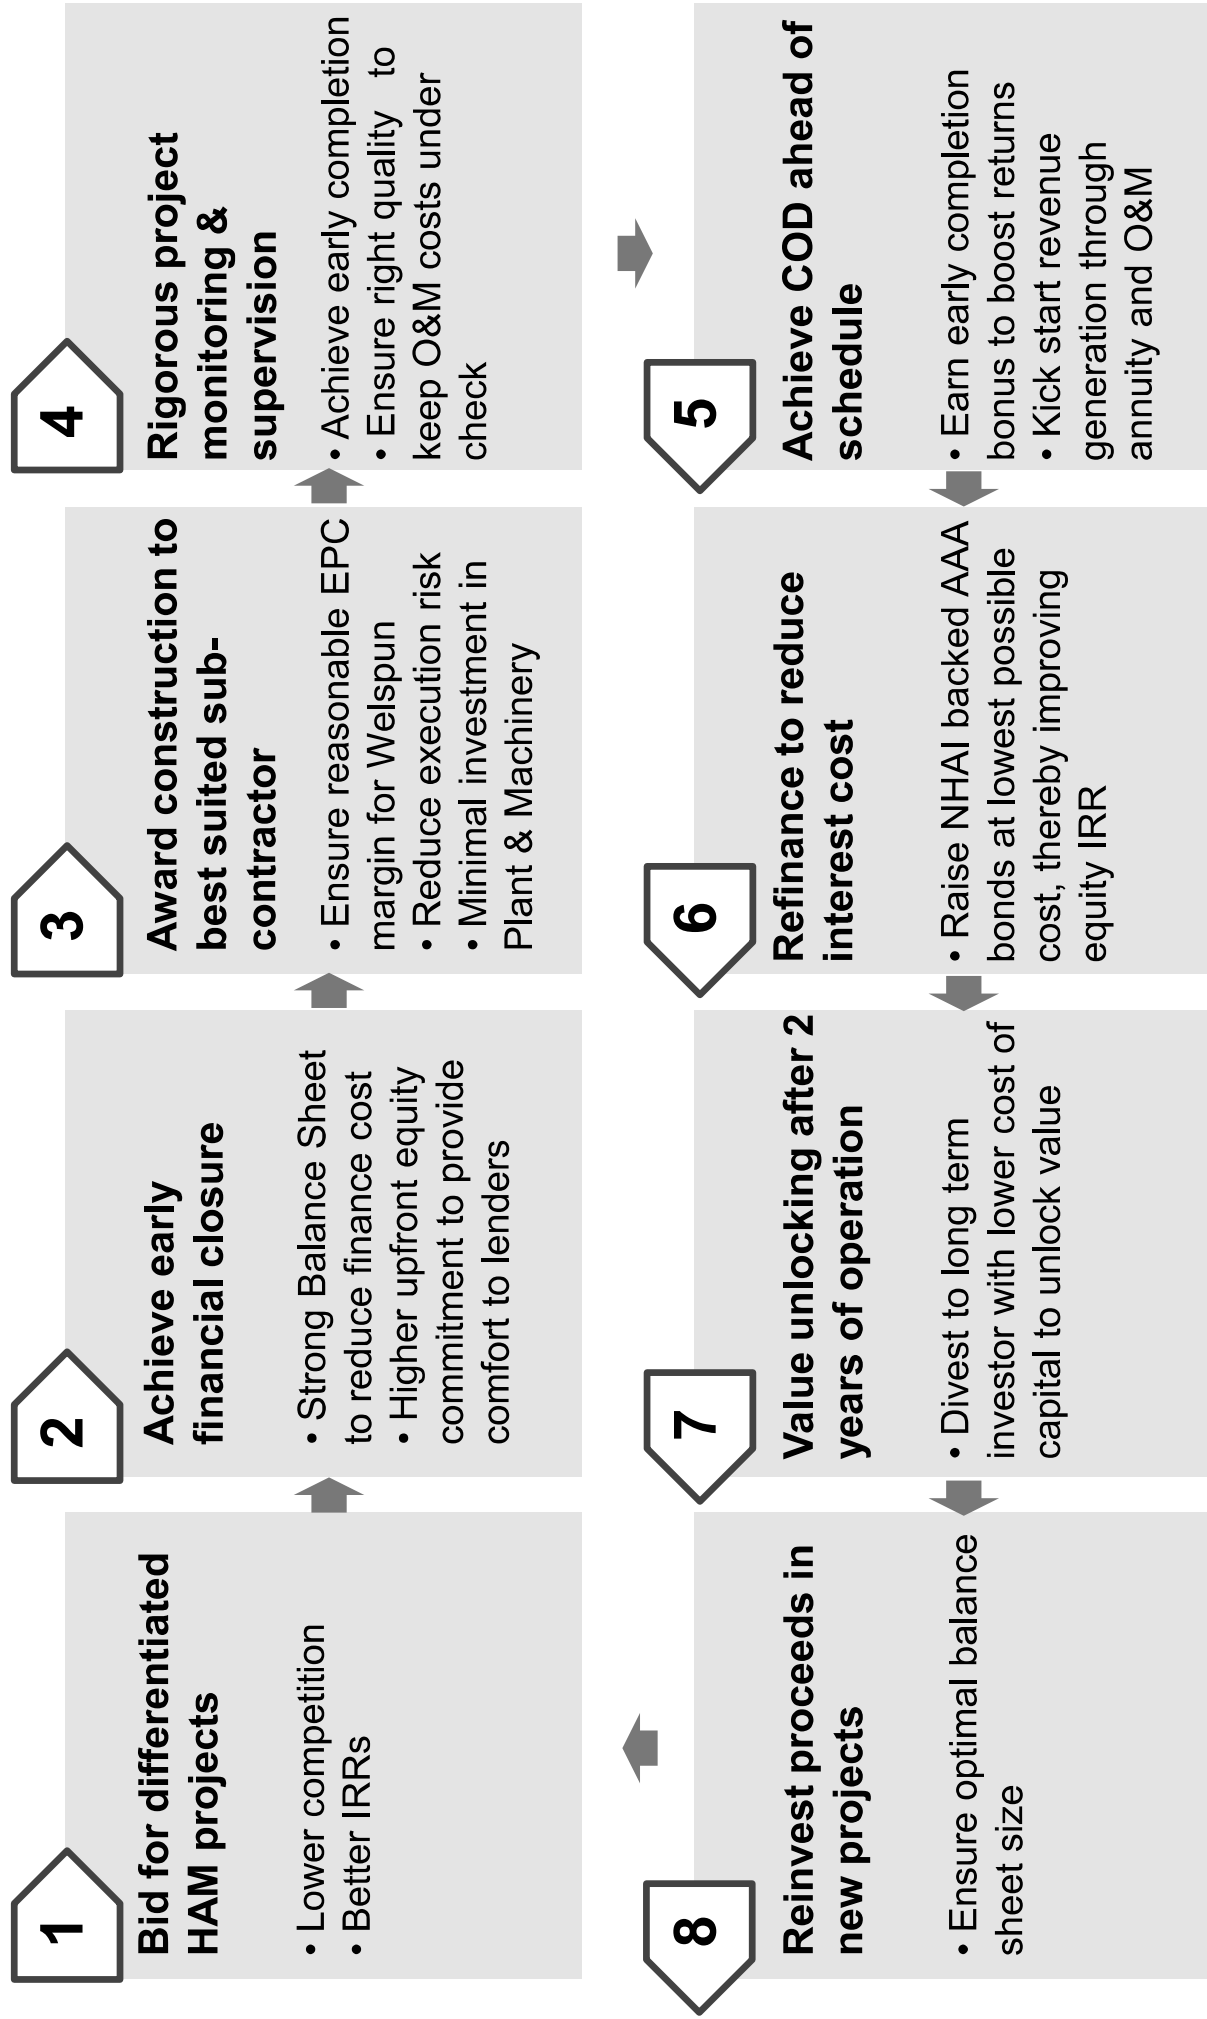 1
Bid for differentiated
HAM projects
• Lower competition
• Better IRRs
2
Achieve early
financial closure
• Strong Balance Sheet
to reduce finance cost
• Higher upfront equity
commitment to provide
comfort to lenders
3
Award construction to
best suited sub-
contractor
• Ensure reasonable EPC
margin for Welspun
• Reduce execution risk
• Minimal investment in
Plant & Machinery
4
Rigorous project
monitoring &
supervision
• Achieve early completion
• Ensure right quality to
keep O&M costs under
check
5
Achieve COD ahead of
schedule
• Earn early completion
bonus to boost returns
• Kick start revenue
generation through
annuity and O&M
6
Refinance to reduce
interest cost
• Raise NHAI backed AAA
bonds at lowest possible
cost, thereby improving
equity IRR
7
Value unlocking after 2
years of operation
• Divest to long term
investor with lower cost of
capital to unlock value
8
Reinvest proceeds in
new projects
• Ensure optimal balance
sheet size